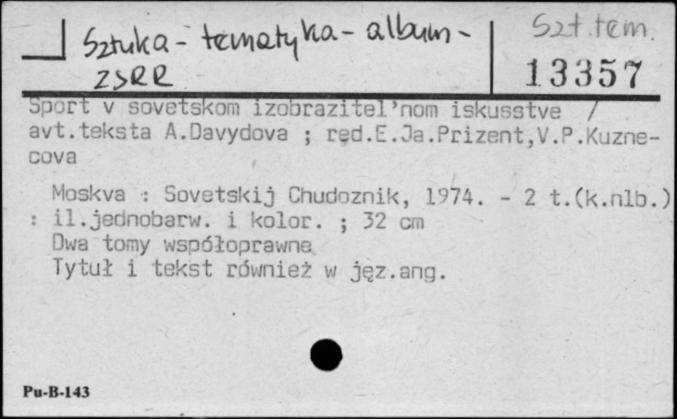 Sztuka - tematyka - album -
ZSRR
Szt.tem.
13357
Sport v sovetskom izobrazitel'nom iskusstve /
avt.teksta A.Davydova ; red.E.Ja.Prizent,V.P.Kuzne-
cova
Moskva : Sovetskij Chudoznik, 1974. - 2 t.(k.nlb.)
: il.jednobarw. i kolor. ; 32 cm
Dwa tomy współoprawne
Tytuł i tekst również w jęz.ang.
Pu-B-143